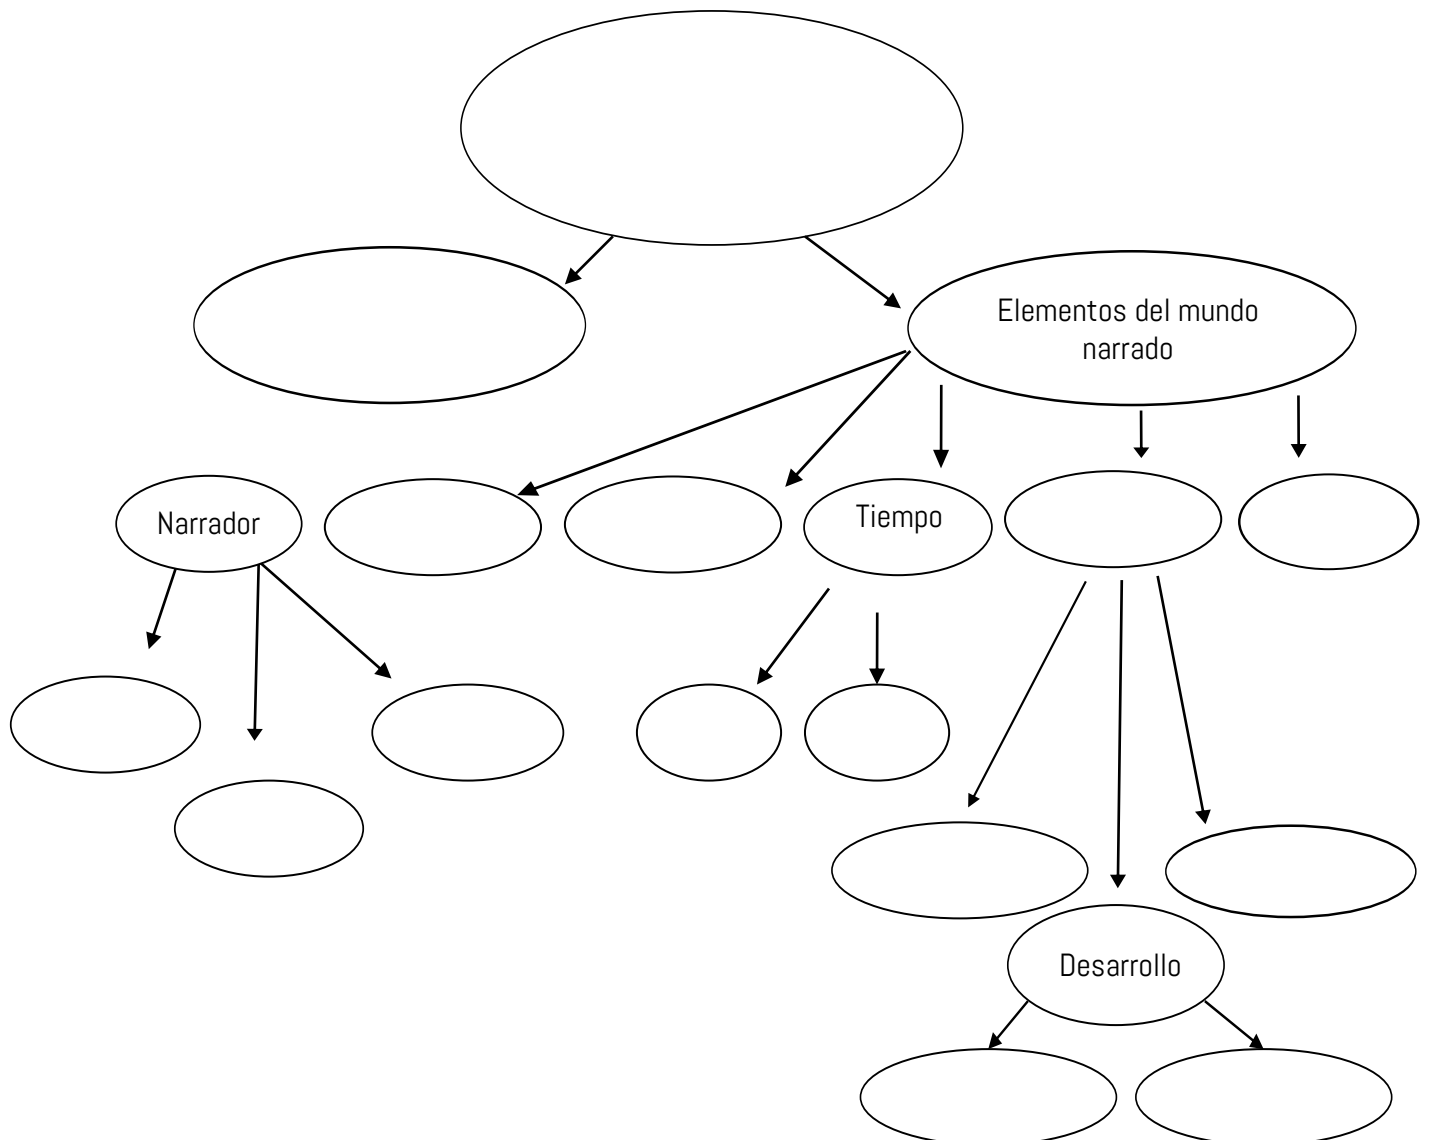 Elementos del mundo
narrado
Narrador
Tiempo
Desarrollo